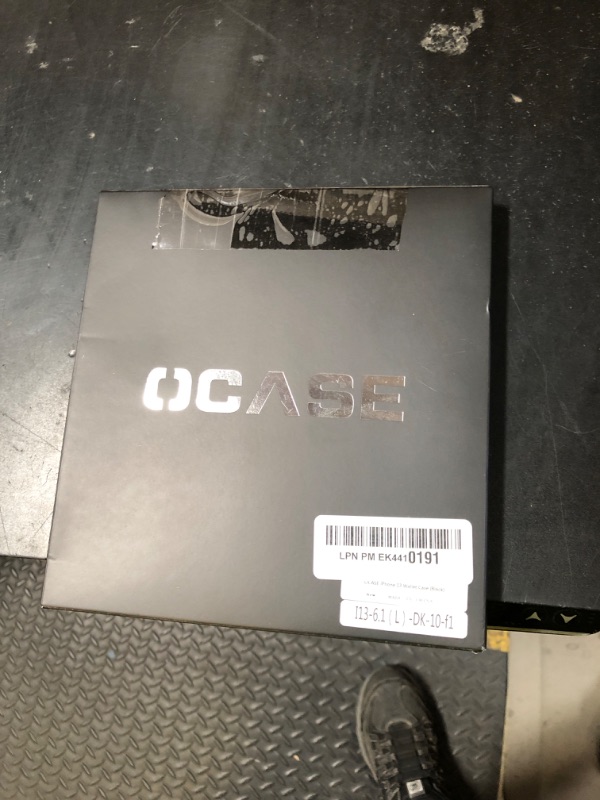 OCASE
LPN PM EK4410191
I13-6.1 ( L ) -DK-10-f1